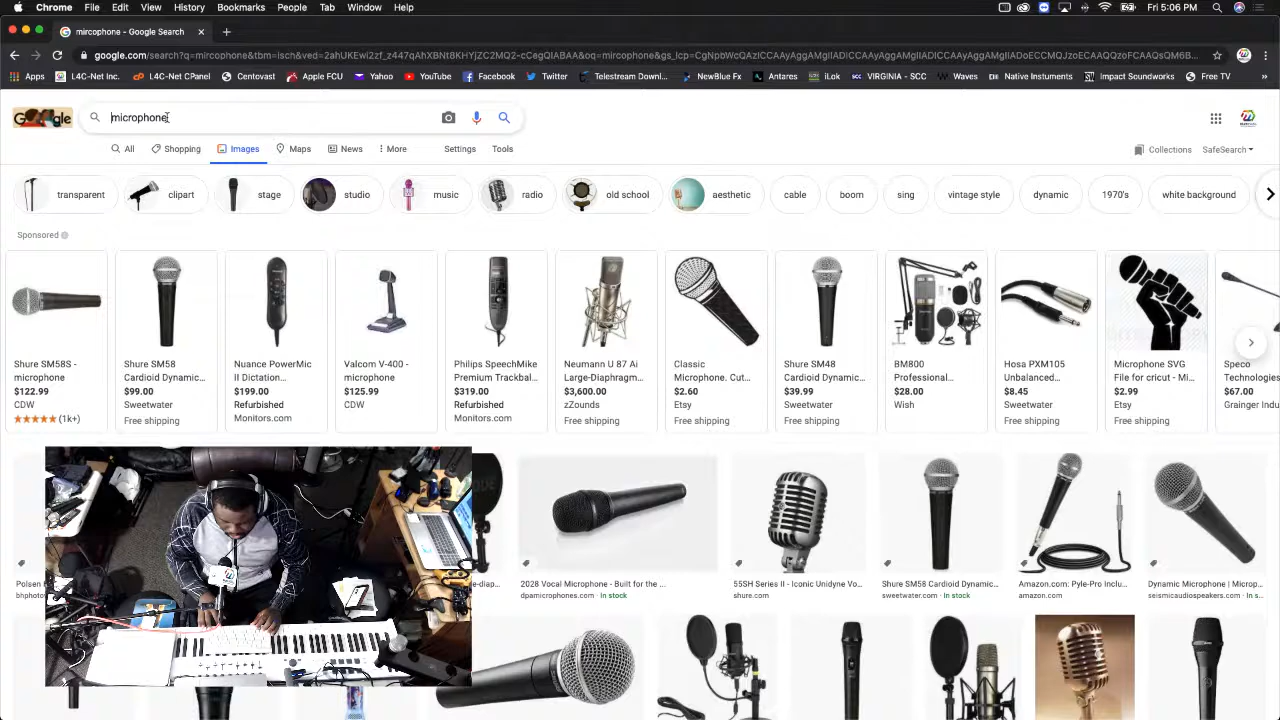 Chrome File Edit View History Bookmarks People Tab Window Help Fri 5:06 PM
mircophone - Google Search
google.com/search?q=mircophone&tbm=isch&ved=2ahUKEwi2zf_z447qAhXBNt8KHYjZC2MQ2-cCegQIABAA&oq=mircophone&gs_lcp=
Apps L4C-Net Inc. L4C-Net CPanel Centovast Apple FCU Yahoo YouTube Facebook Twitter Telestream Downl... NewBlue Fx Antares iLok VIRGINIA - SCC Waves Native Instuments Impact Soundworks Free TV
microphone
All Shopping Images Maps News More Settings Tools Collections SafeSearch
transparent clipart stage studio music radio old school aesthetic cable boom sing vintage style dynamic 1970's white background
Sponsored
Shure SM58S - Shure SM58 Nuance PowerMic Valcom V-400 - Philips SpeechMike Neumann U 87 Ai Classic Shure SM48 BM800 Hosa PXM105 Microphone SVG Speco
microphone Cardioid Dynamic... II Dictation... microphone Premium Trackbal... Large-Diaphragm... Microphone. Cut... Cardioid Dynamic... Professional... Unbalanced... File for cricut - Mi... Technologies
$122.99 $99.00 $199.00 $125.99 $319.00 $3,600.00 $2.60 $39.99 $28.00 $8.45 $2.99 $67.00
CDW Sweetwater Refurbished CDW Refurbished zZounds Etsy Sweetwater Wish Sweetwater Etsy Grainger Indu
(1k+) Free shipping Monitors.com Monitors.com Free shipping Free shipping Free shipping Free shipping Free shipping
Polsen e-diap... 2028 Vocal Microphone - Built for the ... 55SH Series II - Iconic Unidyne Vo... Shure SM58 Cardioid Dynamic... Amazon.com: Pyle-Pro Inclu... Dynamic Microphone | Microp...
bhphoto dpamicrophones.com · In stock shure.com sweetwater.com · In stock amazon.com seismicaudiospeakers.com · In s...